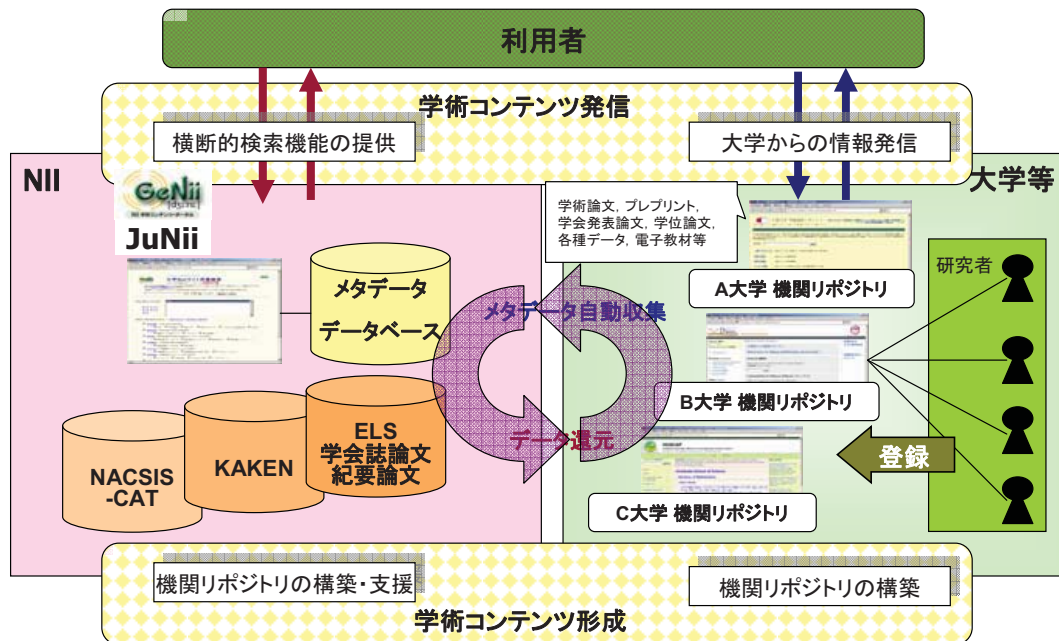 利用者
学術コンテンツ発信
横断的検索機能の提供
大学からの情報発信
NII
大学等
GeNii
JuNii
学術論文, プレプリント,
学会発表論文, 学位論文,
各種データ, 電子教材等
研究者
A大学 機関リポジトリ
メタデータ
データベース
メタデータ自動収集
B大学 機関リポジトリ
ELS
学会誌論文
紀要論文
KAKEN
NACSIS
-CAT
データ還元
登録
C大学 機関リポジトリ
機関リポジトリの構築・支援
機関リポジトリの構築
学術コンテンツ形成